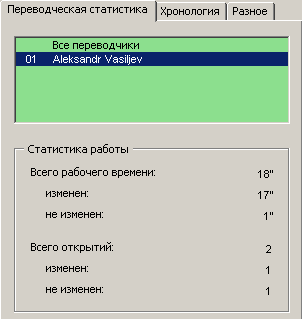 Переводческая статистика Хронология Разное
Все переводчики
01 Aleksandr Vasiljev
Статистика работы
Всего рабочего времени: 18"
изменен: 17"
не изменен: 1"
Всего открытий: 2
изменен: 1
не изменен: 1